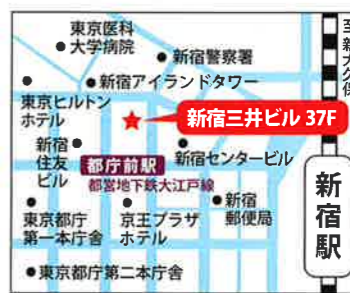 東京医科
大学病院
新宿警察署
至新大久保
新宿アイランドタワー
東京ヒルトン
ホテル
新宿三井ビル 37F
新宿
住友
ビル
都庁前駅
新宿センタービル
都営地下鉄大江戸線
新宿駅
東京都庁
第一本庁舎
京王プラザ
ホテル
新宿
郵便局
東京都庁第二本庁舎